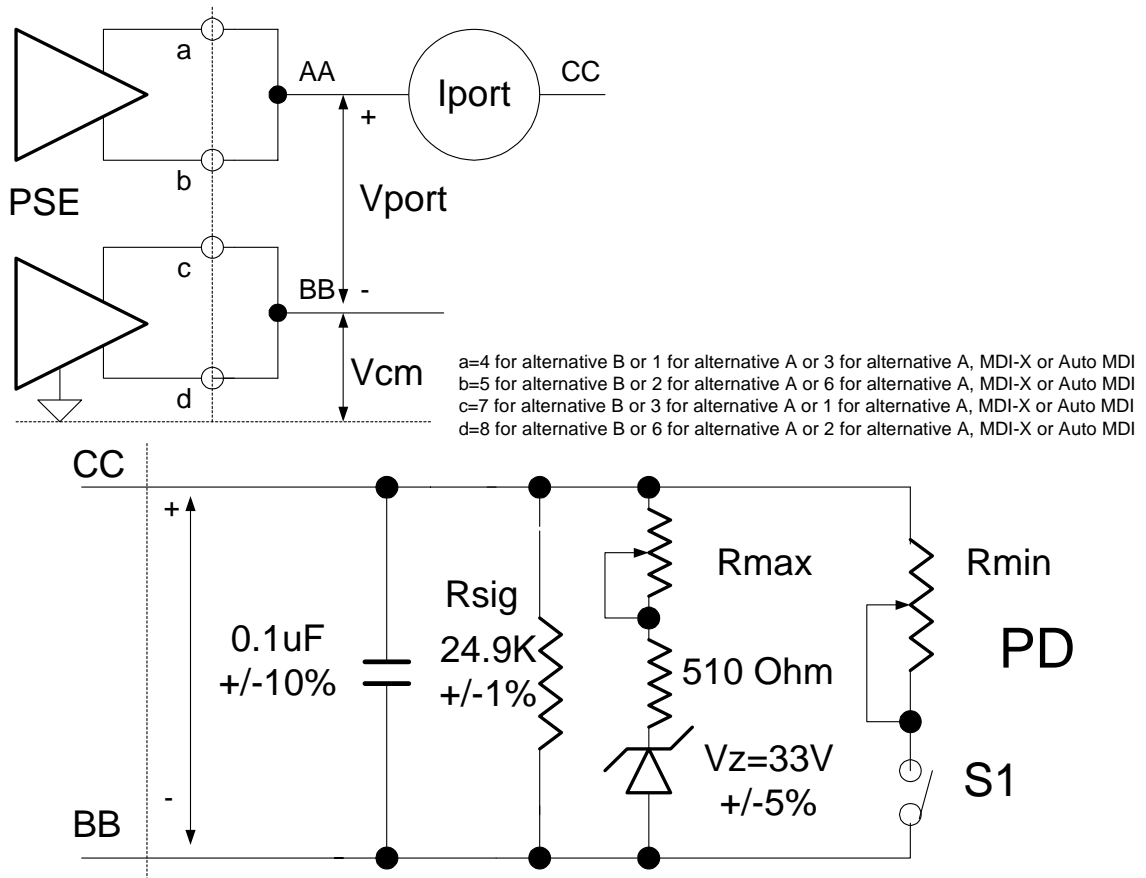 a
AA
Iport
CC
+
b
PSE
Vport
c
BB -
Vcm
d
a=4 for alternative B or 1 for alternative A or 3 for alternative A, MDI-X or Auto MDI
b=5 for alternative B or 2 for alternative A or 6 for alternative A, MDI-X or Auto MDI
c=7 for alternative B or 3 for alternative A or 1 for alternative A, MDI-X or Auto MDI
d=8 for alternative B or 6 for alternative A or 2 for alternative A, MDI-X or Auto MDI
CC
+
Rmax
Rmin
Rsig
24.9K
+/-1%
0.1uF
+/-10%
510 Ohm
PD
Vz=33V
+/-5%
S1
-
BB